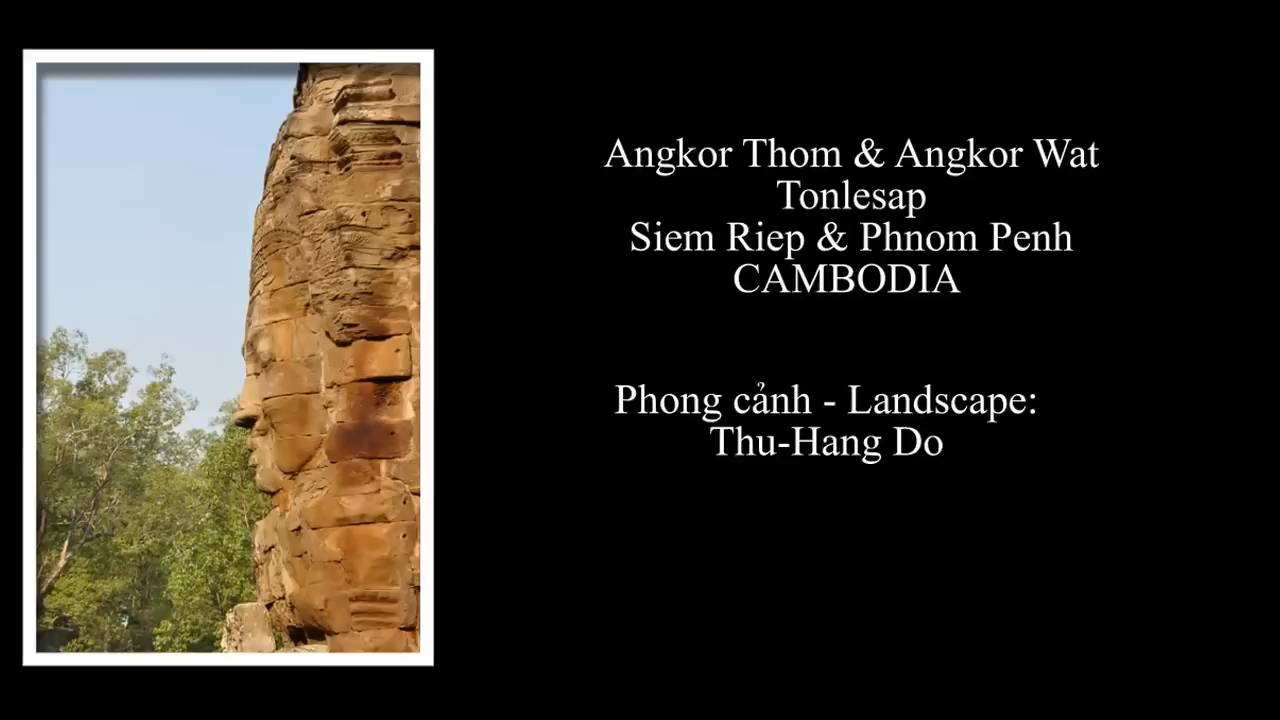 Angkor Thom & Angkor Wat
Tonlesap
Siem Riep & Phnom Penh
CAMBODIA
Phong cảnh - Landscape:
Thu-Hang Do